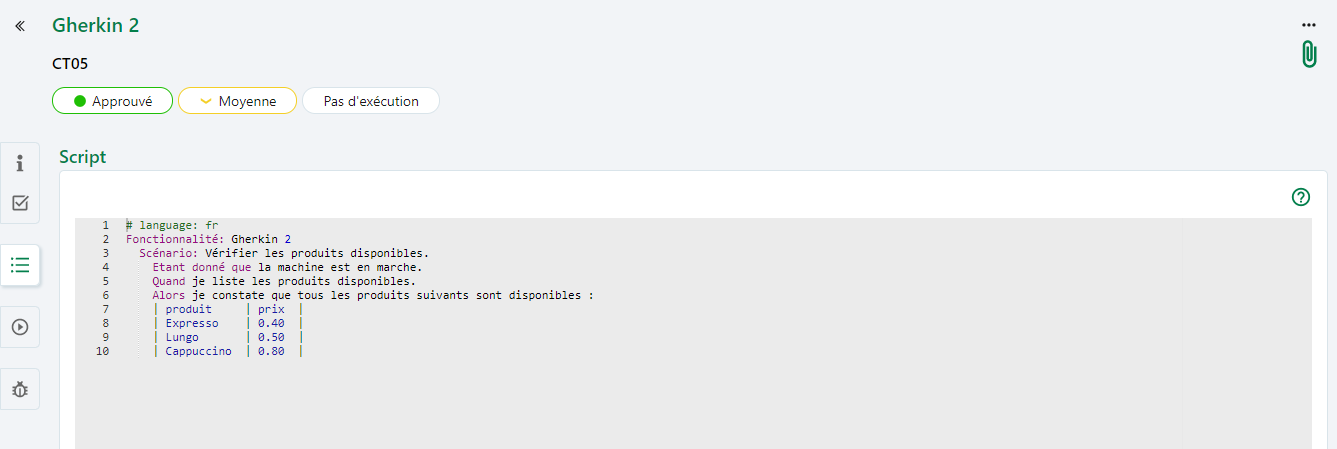 Gherkin 2
CT05
Approuvé Moyenne Pas d'exécution
Script
1 # language: fr
2 Fonctionnalité: Gherkin 2
3 Scénario: Vérifier les produits disponibles.
4 Etant donné que la machine est en marche.
5 Quand je liste les produits disponibles.
6 Alors je constate que tous les produits suivants sont disponibles :
7 | produit | prix |
8 | Expresso | 0.40 |
9 | Lungo | 0.50 |
10 | Cappuccino | 0.80 |